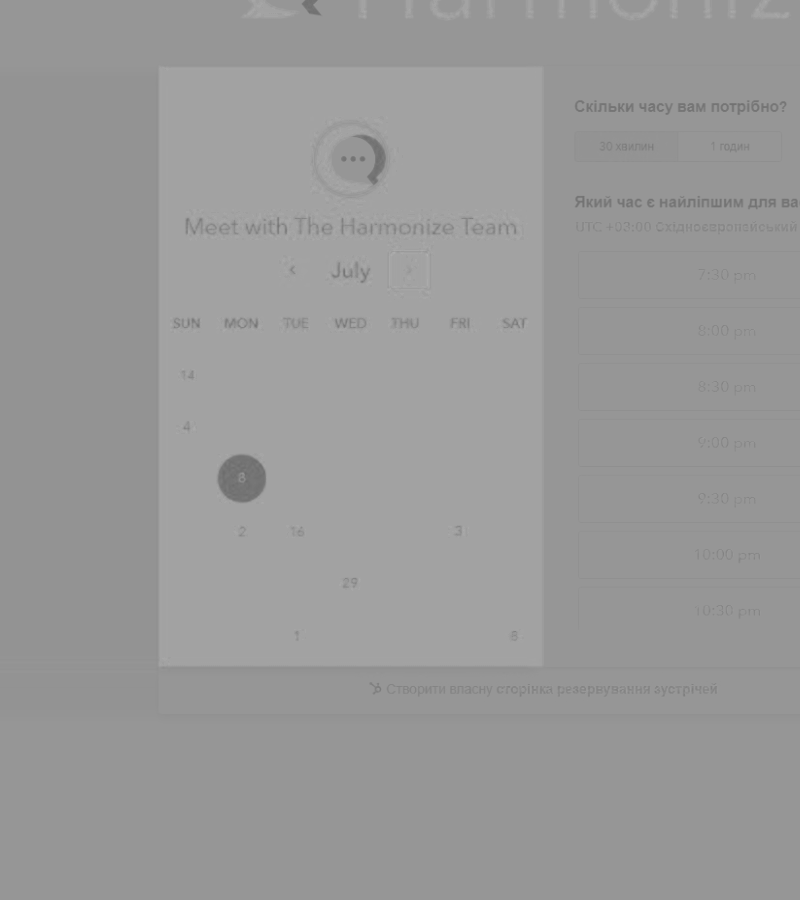 Harmoniz
Meet with The Harmonize Team
July
SUN MON TUE WED THU FRI SAT
14
4
8
2 16 3
29
1 6
Скільки часу вам потрібно?
30 хвилин 1 годин
Який час є найліпшим для ва
UTC +03:00 Східноєвропейський
7:30 pm
8:00 pm
8:30 pm
9:00 pm
9:30 pm
10:00 pm
10:30 pm
Створити власну сторінка резервування зустрічей